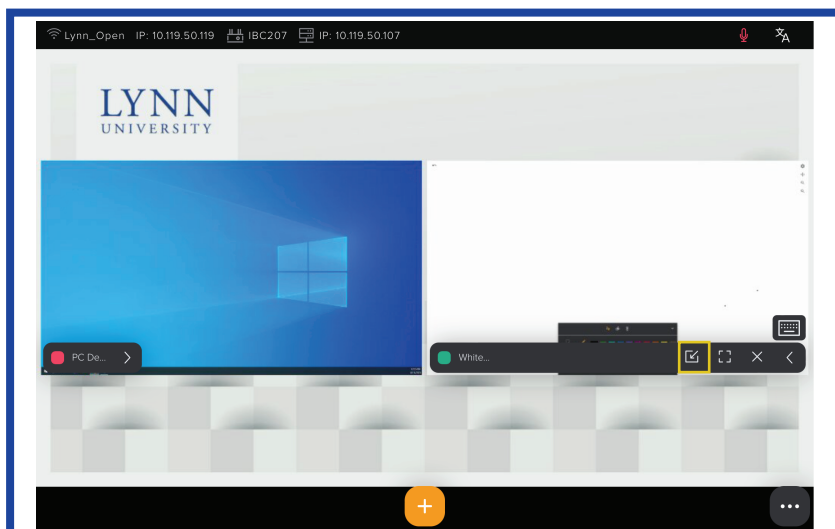 Lynn_Open IP: 10.119.50.119 IBC207 IP: 10.119.50.107
LYNN
UNIVERSITY
PC De...
White...